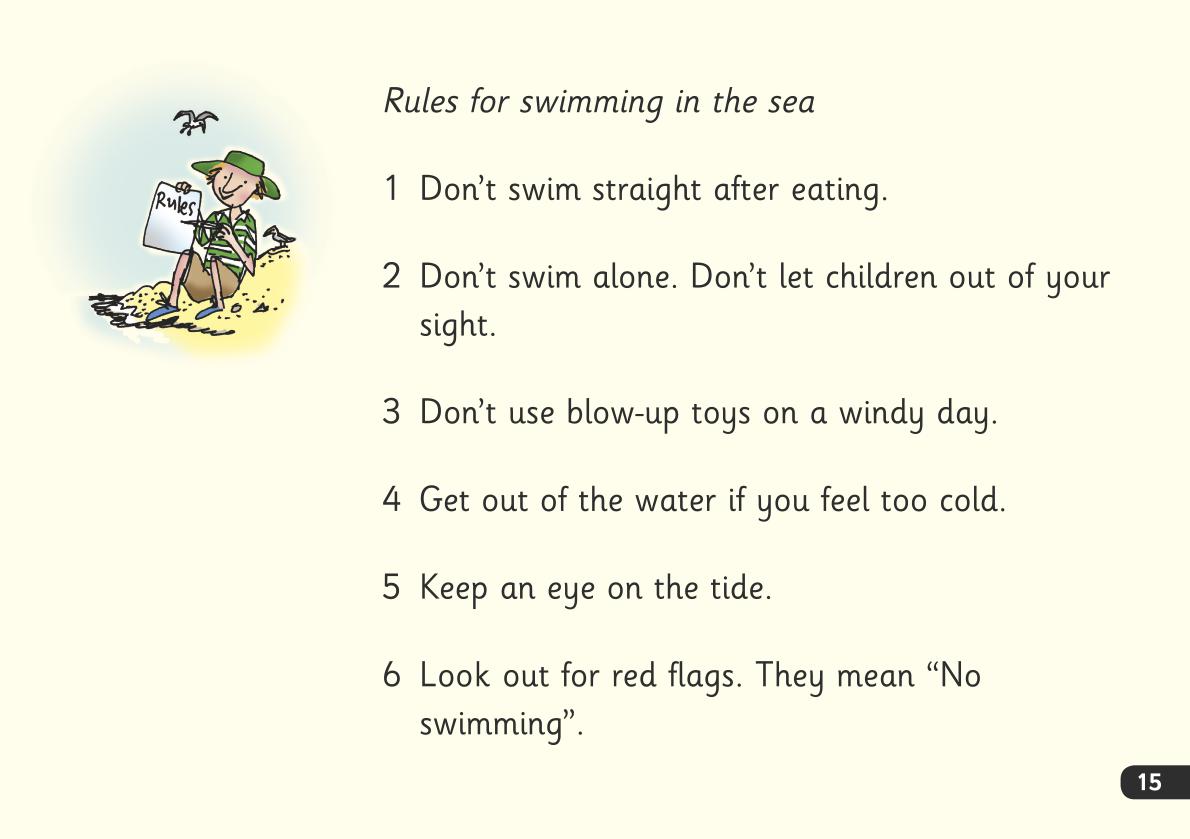 Rules for swimming in the sea
Rules
1 Don’t swim straight after eating.
2 Don’t swim alone. Don’t let children out of your
sight.
3 Don’t use blow-up toys on a windy day.
4 Get out of the water if you feel too cold.
5 Keep an eye on the tide.
6 Look out for red flags. They mean “No
swimming”.
15